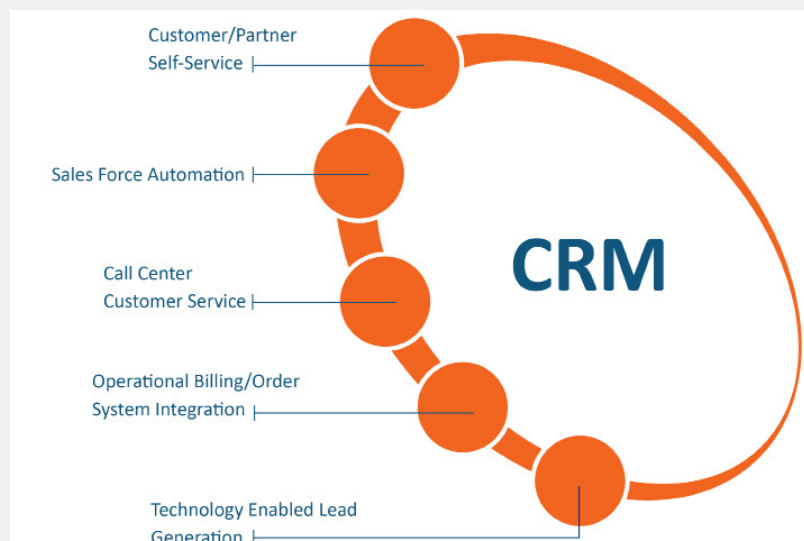 Customer/Partner
Self-Service
Sales Force Automation
CRM
Call Center
Customer Service
Operational Billing/Order
System Integration
Technology Enabled Lead
Generation